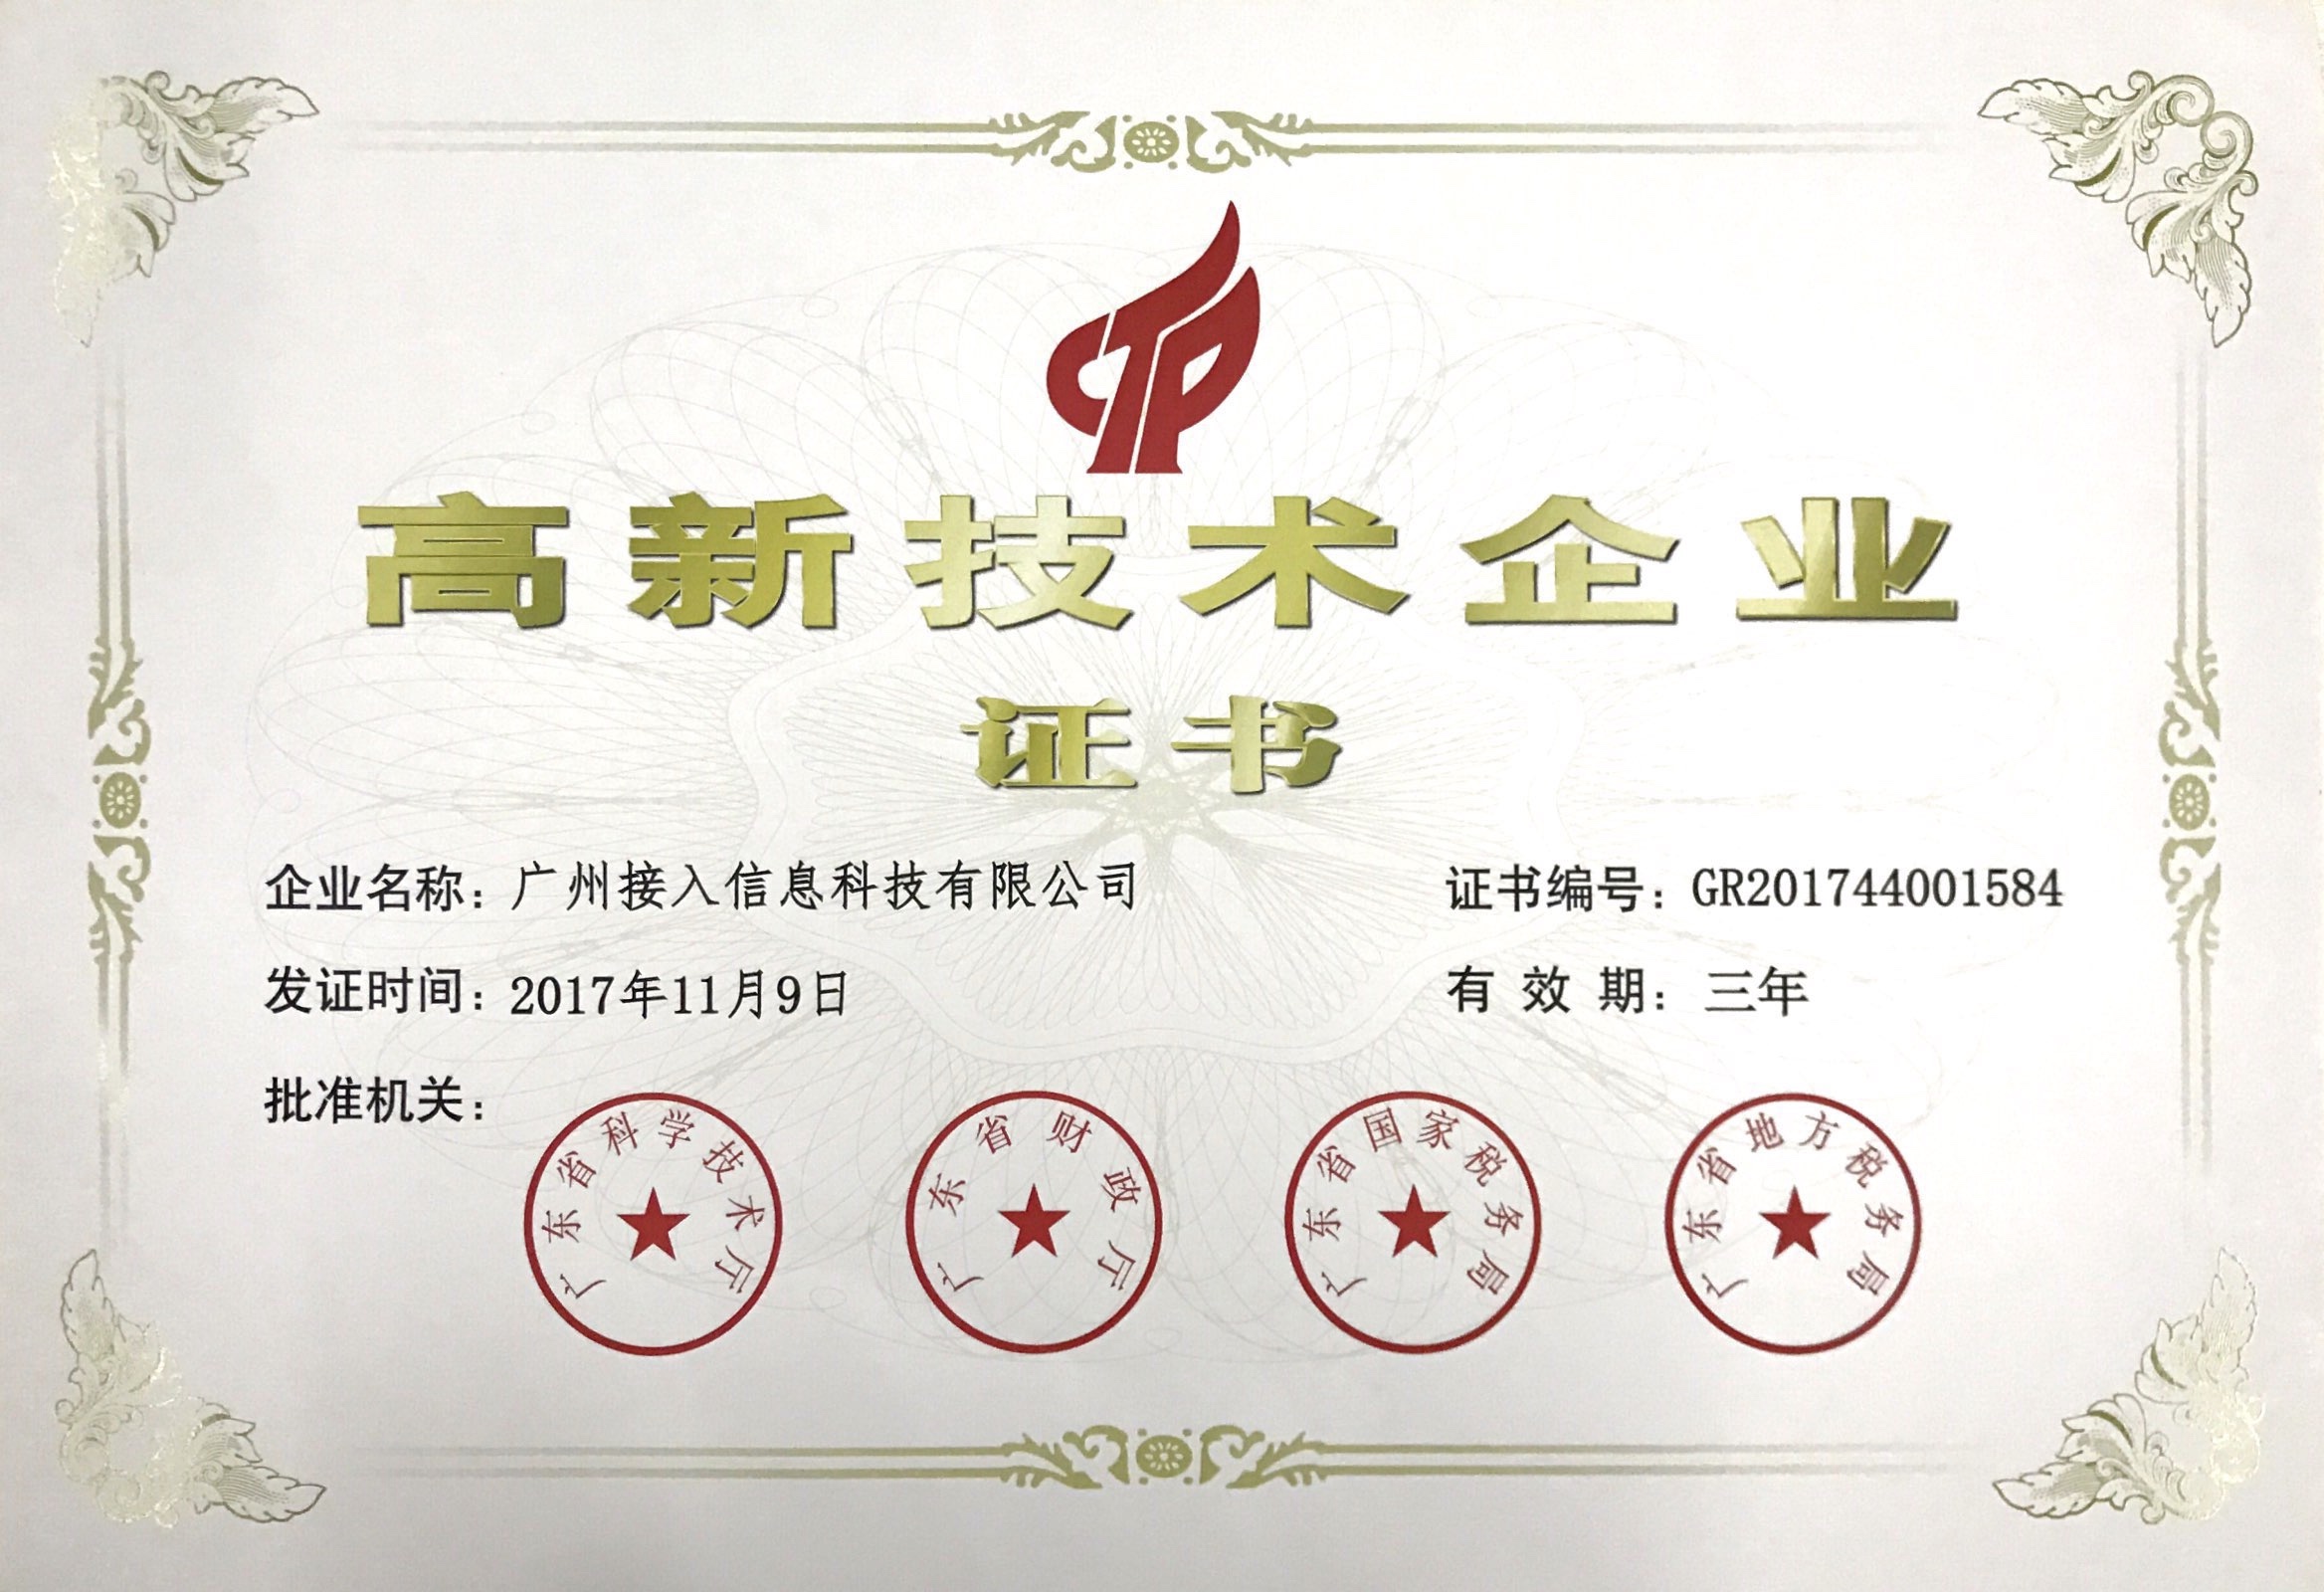 CTP
高新技术企业
证书
企业名称：广州接入信息科技有限公司
证书编号：GR201744001584
发证时间：2017年11月9日
有效期：三年
批准机关：
广东省科学技术厅
广东省财政厅
广东省国家税务局
广东省地方税务局